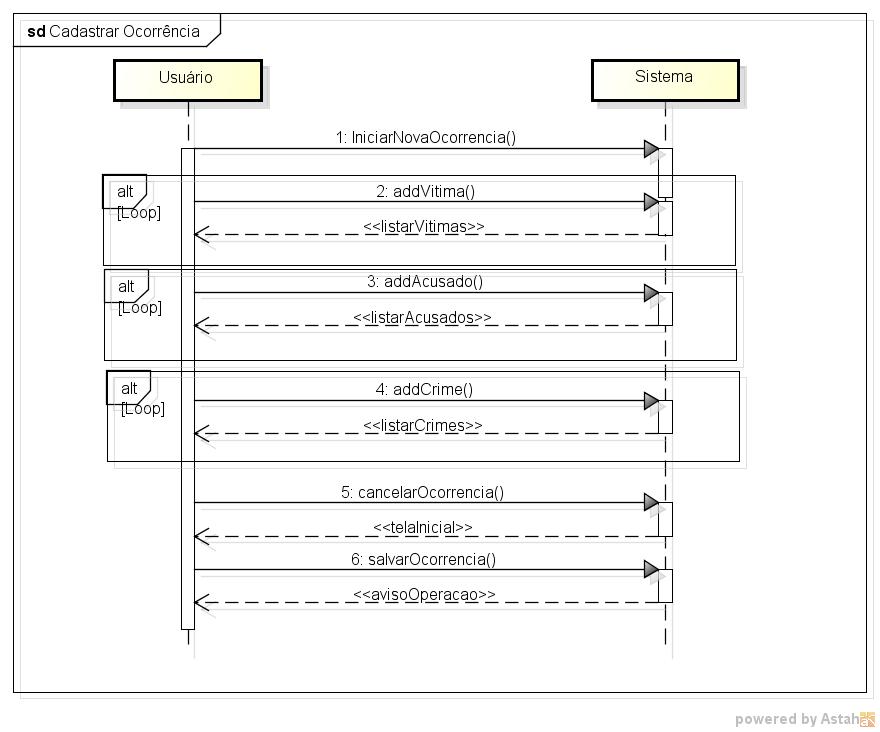 sd Cadastrar Ocorrência
Usuário
Sistema
1: IniciarNovaOcorrencia()
alt
[Loop]
2: addVitima()
<<listarVitimas>>
alt
[Loop]
3: addAcusado()
<<listarAcusados>>
alt
[Loop]
4: addCrime()
<<listarCrimes>>
5: cancelarOcorrencia()
<<telaInicial>>
6: salvarOcorrencia()
<<avisoOperacao>>
powered by Astah